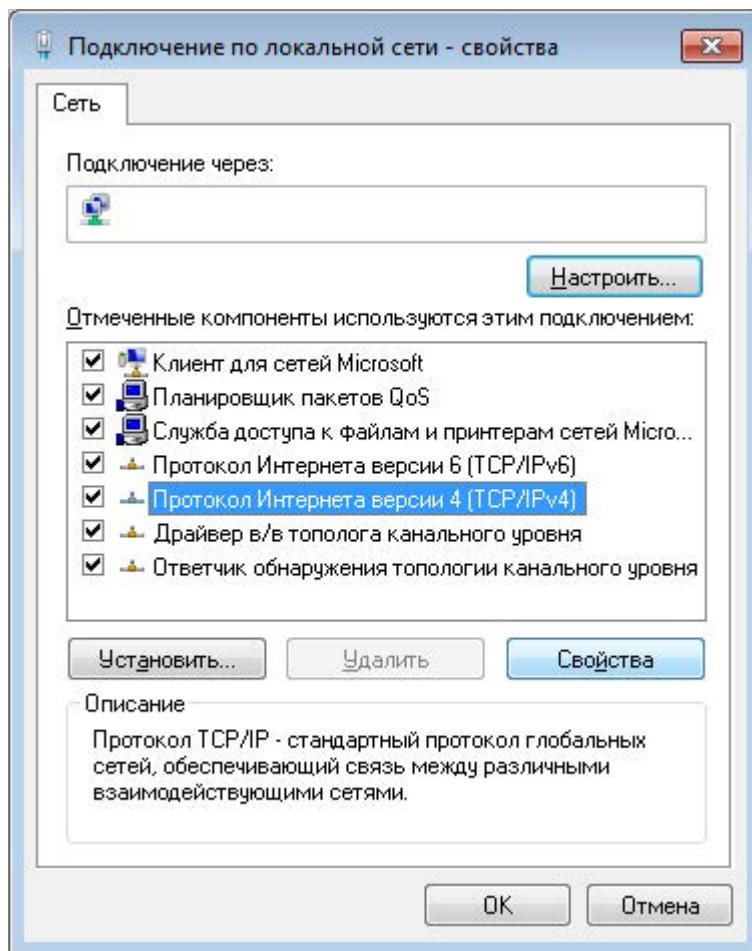 Подключение по локальной сети - свойства
Сеть
Подключение через:
Настроить...
Отмеченные компоненты используются этим подключением:
Клиент для сетей Microsoft
Планировщик пакетов QoS
Служба доступа к файлам и принтерам сетей Micro...
Протокол Интернета версии 6 (TCP/IPv6)
Протокол Интернета версии 4 (TCP/IPv4)
Драйвер в/в тополога канального уровня
Ответчик обнаружения топологии канального уровня
Установить...
Удалить
Свойства
Описание
Протокол TCP/IP - стандартный протокол глобальных
сетей, обеспечивающий связь между различными
взаимодействующими сетями.
OK
Отмена